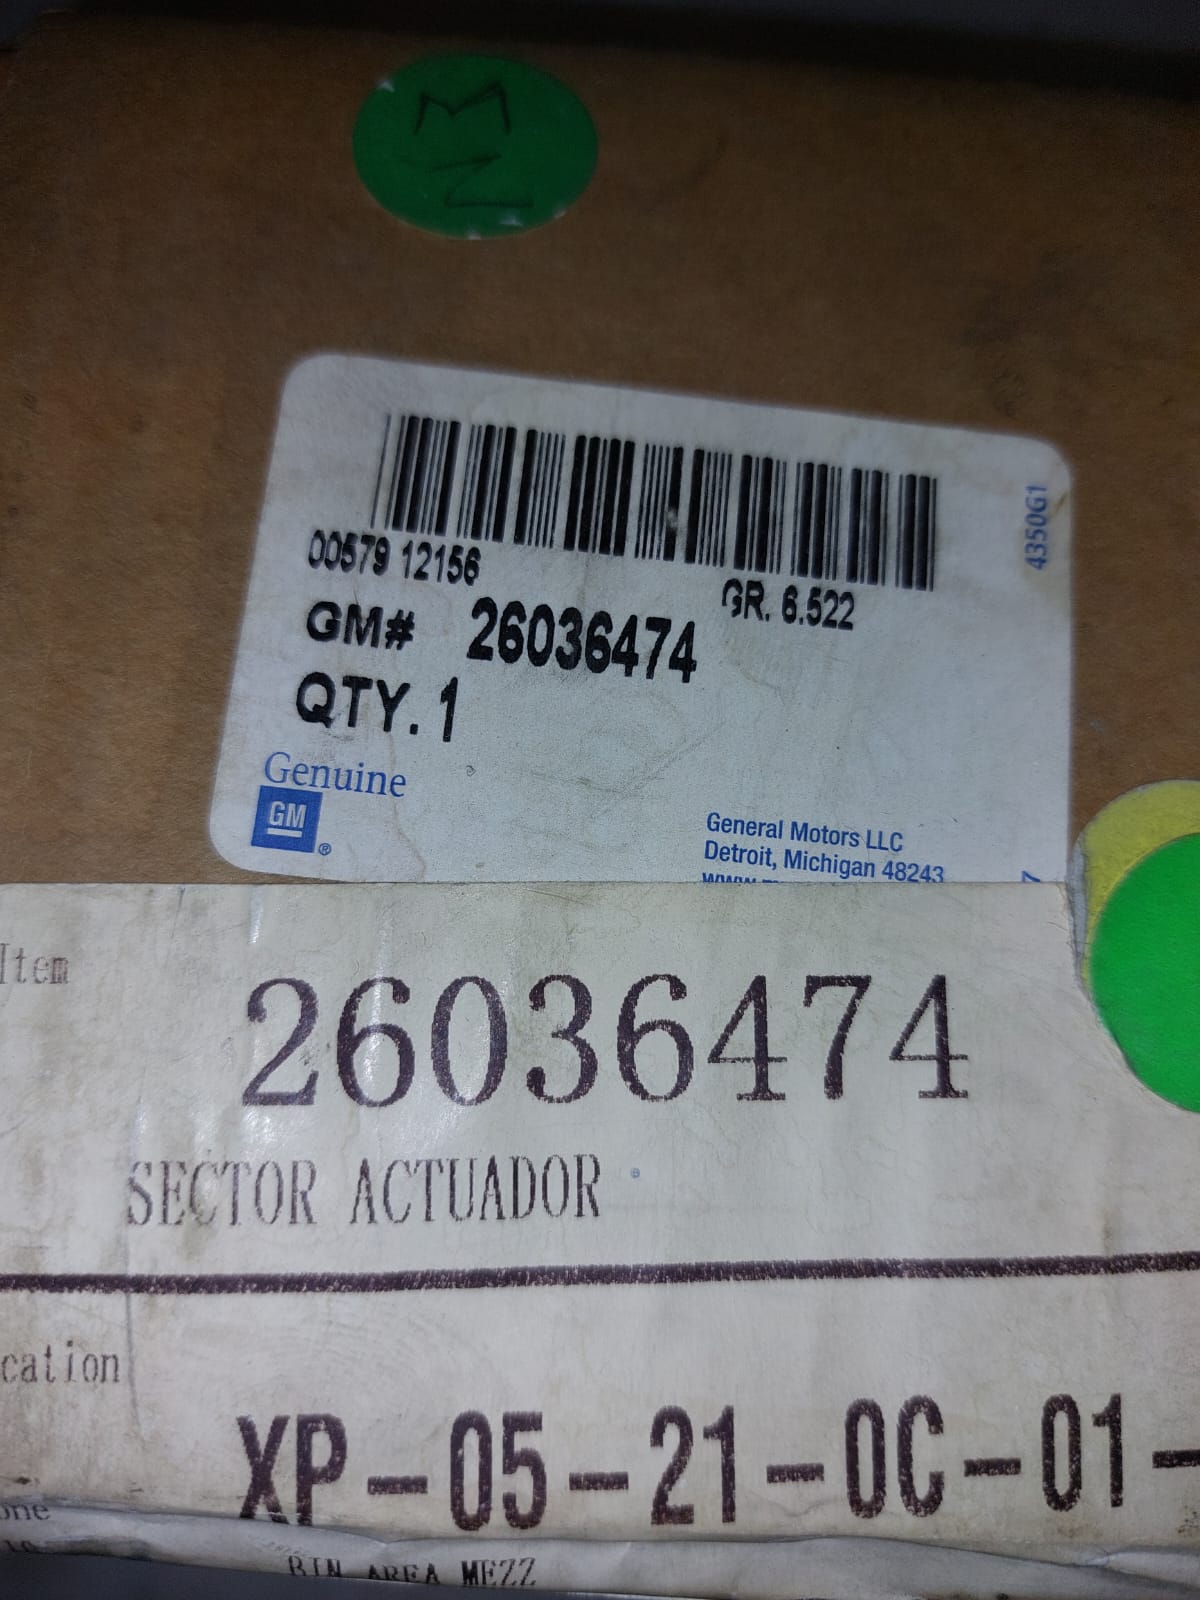 M
Z
4350G1
00579 12156
GR. 6.522
GM# 26036474
QTY. 1
Genuine
GM
®
General Motors LLC
Detroit, Michigan 48243
Item
26036474
SECTOR ACTUADOR
cation
XP-05-21-0C-01-
one
BIN AREA MEZZ